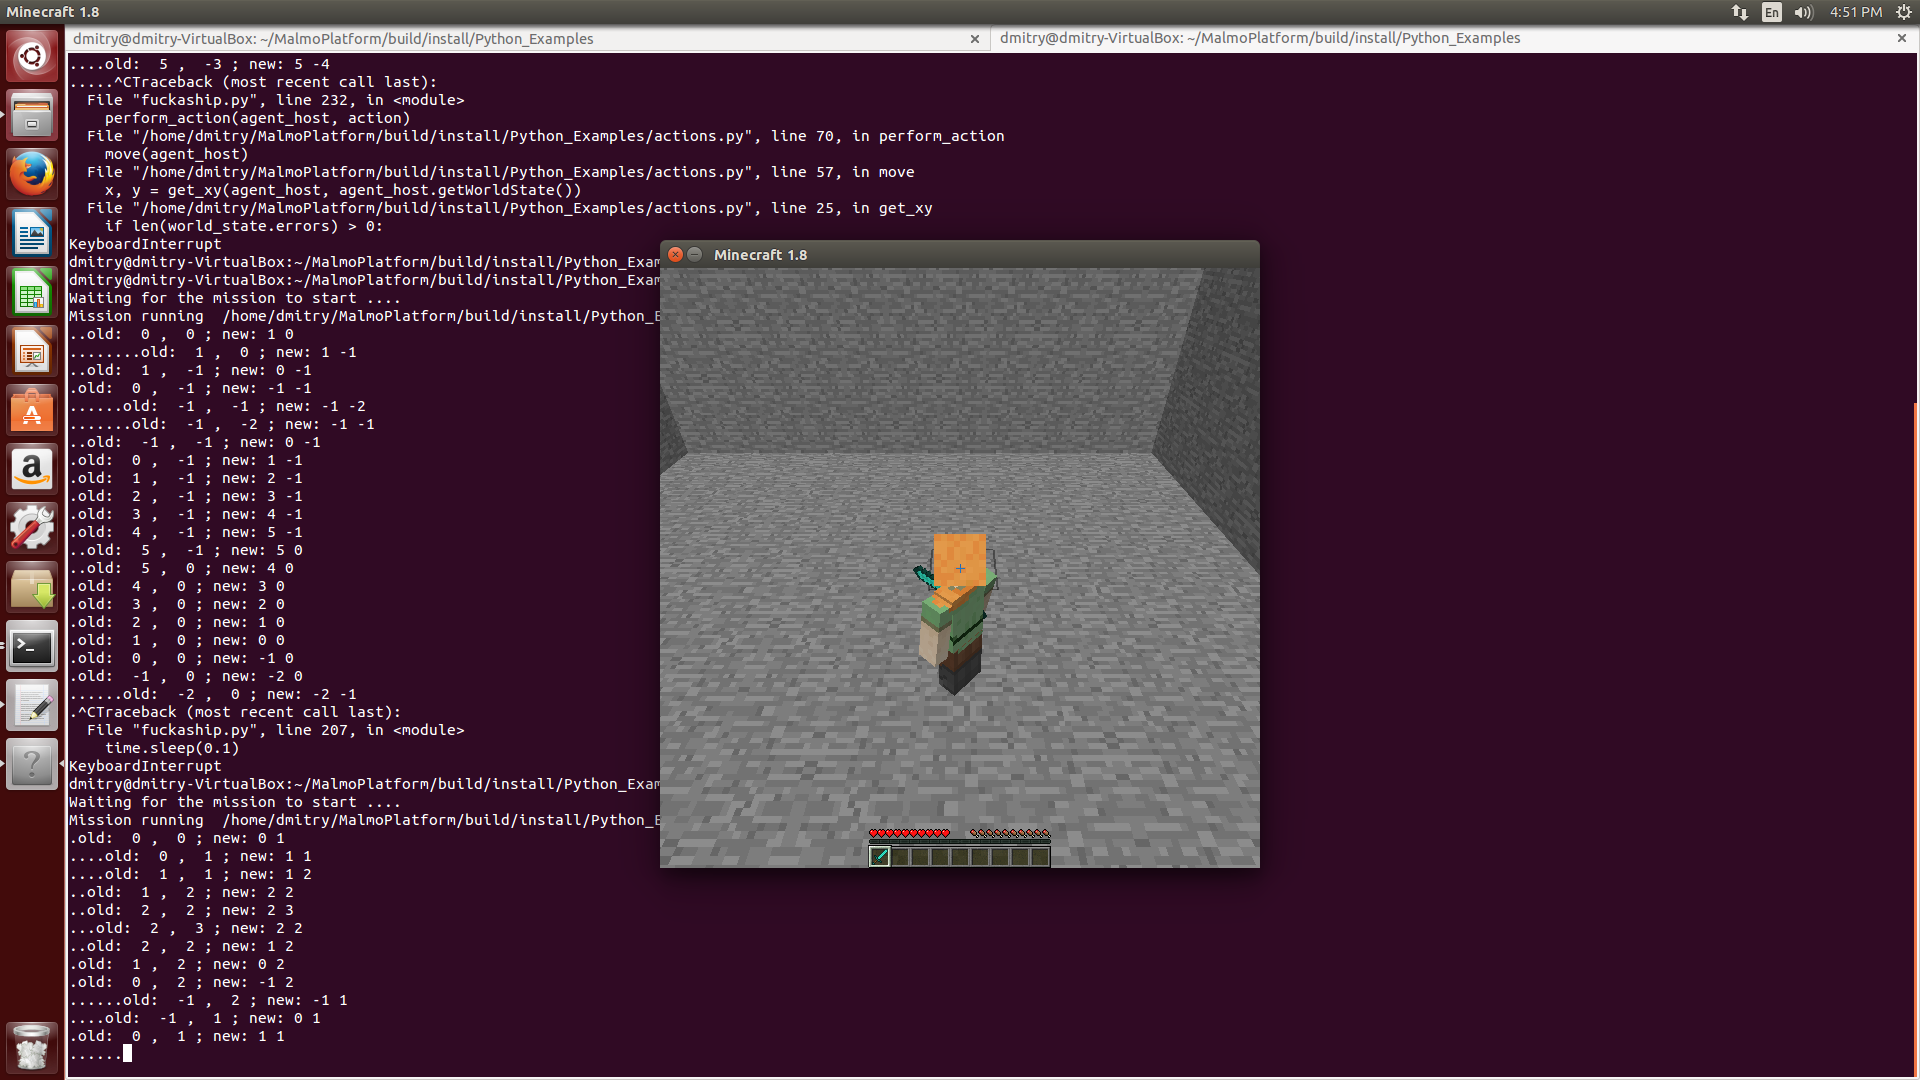 Minecraft 1.8
En
4:51 PM
dmitry@dmitry-VirtualBox: ~/MalmoPlatform/build/install/Python_Examples
dmitry@dmitry-VirtualBox: ~/MalmoPlatform/build/install/Python_Examples
....old:  5 ,  -3 ; new: 5 -4
.....^CTraceback (most recent call last):
  File "fuckaship.py", line 232, in <module>
    perform_action(agent_host, action)
  File "/home/dmitry/MalmoPlatform/build/install/Python_Examples/actions.py", line 70, in perform_action
    move(agent_host)
  File "/home/dmitry/MalmoPlatform/build/install/Python_Examples/actions.py", line 57, in move
    x, y = get_xy(agent_host, agent_host.getWorldState())
  File "/home/dmitry/MalmoPlatform/build/install/Python_Examples/actions.py", line 25, in get_xy
    if len(world_state.errors) > 0:
KeyboardInterrupt
dmitry@dmitry-VirtualBox:~/MalmoPlatform/build/install/Python_Exam
dmitry@dmitry-VirtualBox:~/MalmoPlatform/build/install/Python_Exam
Waiting for the mission to start ....
Mission running  /home/dmitry/MalmoPlatform/build/install/Python_E
..old:  0 ,  0 ; new: 1 0
........old:  1 ,  0 ; new: 1 -1
..old:  1 ,  -1 ; new: 0 -1
.old:  0 ,  -1 ; new: -1 -1
......old:  -1 ,  -1 ; new: -1 -2
.......old:  -1 ,  -2 ; new: -1 -1
..old:  -1 ,  -1 ; new: 0 -1
.old:  0 ,  -1 ; new: 1 -1
.old:  1 ,  -1 ; new: 2 -1
.old:  2 ,  -1 ; new: 3 -1
.old:  3 ,  -1 ; new: 4 -1
.old:  4 ,  -1 ; new: 5 -1
..old:  5 ,  -1 ; new: 5 0
..old:  5 ,  0 ; new: 4 0
.old:  4 ,  0 ; new: 3 0
.old:  3 ,  0 ; new: 2 0
.old:  2 ,  0 ; new: 1 0
.old:  1 ,  0 ; new: 0 0
.old:  0 ,  0 ; new: -1 0
.old:  -1 ,  0 ; new: -2 0
......old:  -2 ,  0 ; new: -2 -1
.^CTraceback (most recent call last):
  File "fuckaship.py", line 207, in <module>
    time.sleep(0.1)
KeyboardInterrupt
dmitry@dmitry-VirtualBox:~/MalmoPlatform/build/install/Python_Exam
Waiting for the mission to start ....
Mission running  /home/dmitry/MalmoPlatform/build/install/Python_E
.old:  0 ,  0 ; new: 0 1
....old:  0 ,  1 ; new: 1 1
....old:  1 ,  1 ; new: 1 2
..old:  1 ,  2 ; new: 2 2
..old:  2 ,  2 ; new: 2 3
...old:  2 ,  3 ; new: 2 2
..old:  2 ,  2 ; new: 1 2
.old:  1 ,  2 ; new: 0 2
.old:  0 ,  2 ; new: -1 2
......old:  -1 ,  2 ; new: -1 1
....old:  -1 ,  1 ; new: 0 1
.old:  0 ,  1 ; new: 1 1
......
Minecraft 1.8